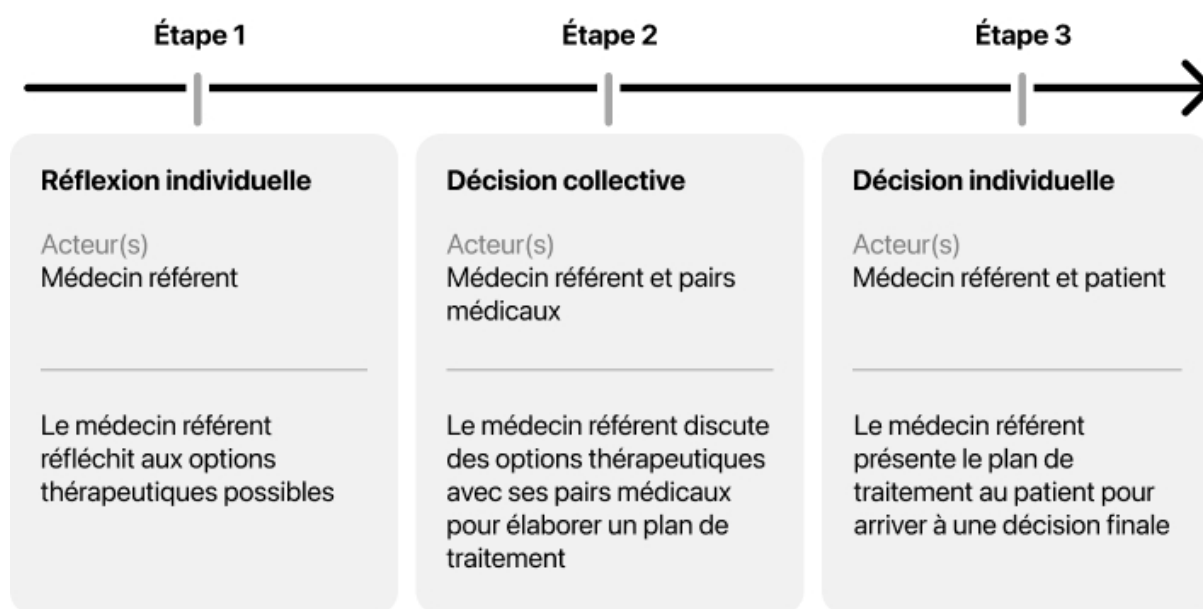 Étape 1
Étape 2
Étape 3
Réflexion individuelle
Acteur(s)
Médecin référent
Le médecin référent
réfléchit aux options
thérapeutiques possibles
Décision collective
Acteur(s)
Médecin référent et pairs
médicaux
Le médecin référent discute
des options thérapeutiques
avec ses pairs médicaux
pour élaborer un plan de
traitement
Décision individuelle
Acteur(s)
Médecin référent et patient
Le médecin référent
présente le plan de
traitement au patient pour
arriver à une décision finale